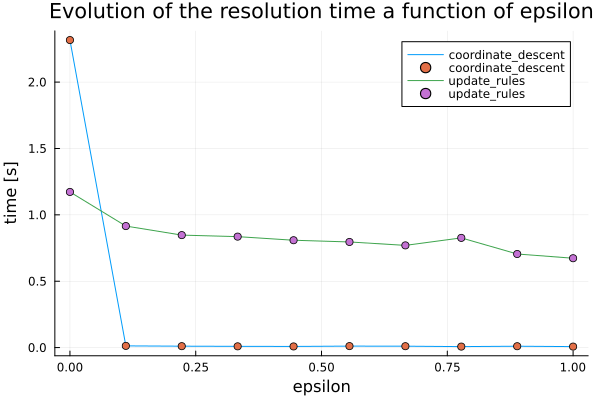 Evolution of the resolution time a function of epsilon
coordinate_descent
coordinate_descent
update_rules
update_rules
time [s]
2.0
1.5
1.0
0.5
0.0
0.00
0.25
0.50
0.75
1.00
epsilon